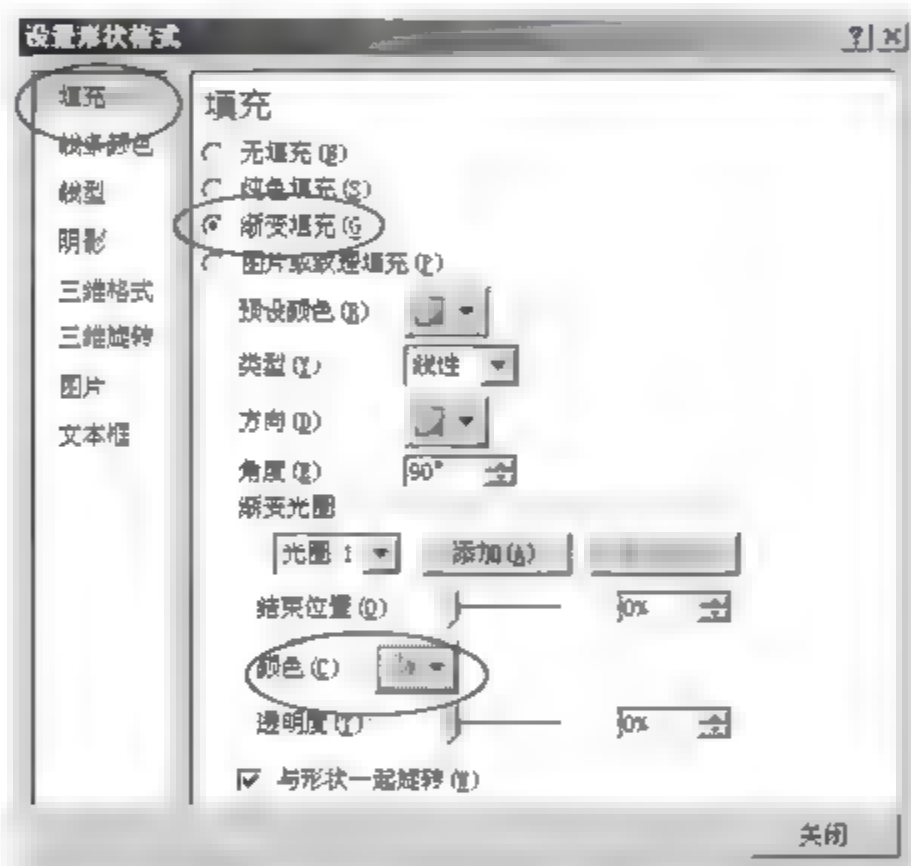 设置形状格式
填充
线条颜色
线型
阴影
三维格式
三维旋转
图片
文本框
填充
无填充(N)
纯色填充(S)
渐变填充(G
图片或纹理填充(P)
预设颜色(R)
类型(Y) 线性
方向(D)
角度(E) 90°
渐变光圈
光圈 1 添加(A)
结束位置(O) 0%
颜色(C)
透明度(T) 0%
与形状一起旋转(W)
关闭